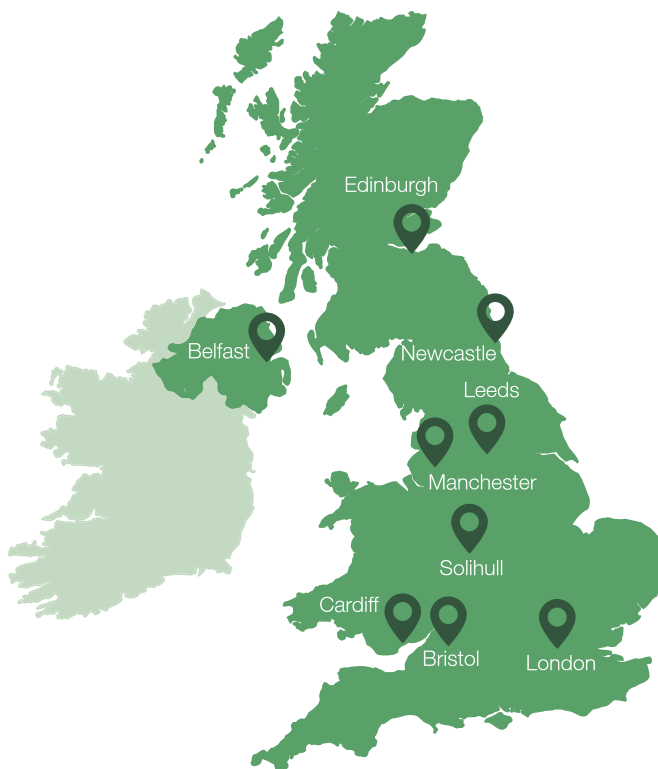 Edinburgh
Belfast
Newcastle
Leeds
Manchester
Solihull
Cardiff
Bristol
London